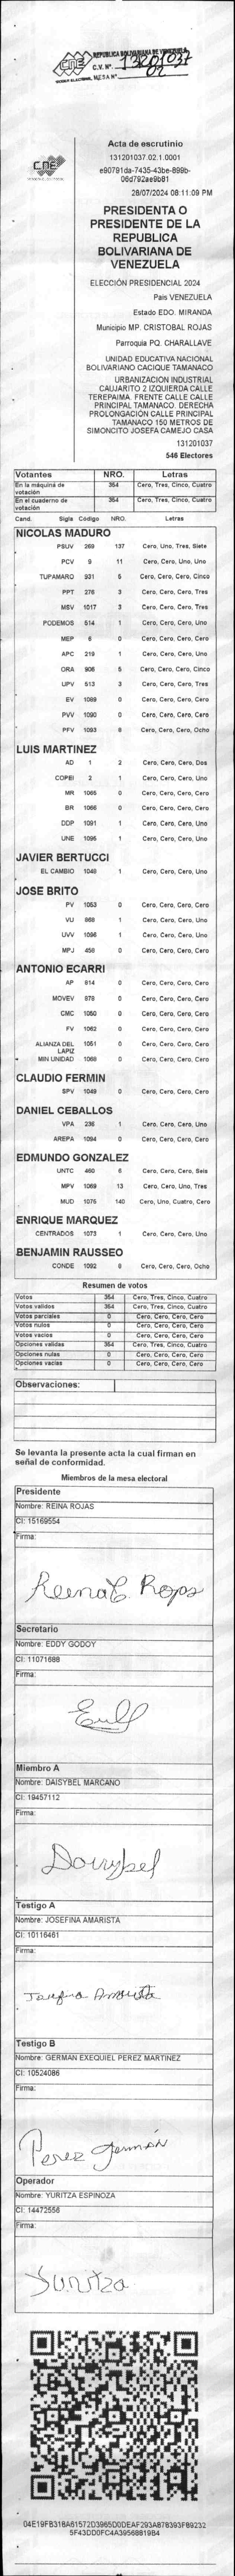 REPUBLICA BOLIVARIANA DE VENEZUELA
CNE C.V. N°. 131201037
PODER ELECTORAL MESA N° 02
CNE
Acta de escrutinio
131201037.02.1.0001
e90791da-7435-43be-899b-
06d792ae9b91
28/07/2024 08:11:09 PM
PRESIDENTA O
PRESIDENTE DE LA
REPUBLICA
BOLIVARIANA DE
VENEZUELA
ELECCIÓN PRESIDENCIAL 2024
Pais VENEZUELA
Estado EDO. MIRANDA
Municipio MP. CRISTOBAL ROJAS
Parroquia PQ. CHARALLAVE
UNIDAD EDUCATIVA NACIONAL
BOLIVARIANO CACIQUE TAMANACO
URBANIZACION INDUSTRIAL
CAUJARITO 2 IZQUIERDA CALLE
TEREPAIMA. FRENTE CALLE CALLE
PRINCIPAL TAMANACO. DERECHA
PROLONGACIÓN CALLE PRINCIPAL
TAMANACO 150 METROS DE
SIMONCITO JOSEFA CAMEJO CASA
131201037
546 Electores
Votantes NRO. Letras
En la máquina de votación 354 Cero, Tres, Cinco, Cuatro
En el cuaderno de votación 354 Cero, Tres, Cinco, Cuatro
Cand. Sigla Código NRO. Letras
NICOLAS MADURO
PSUV 269 137 Cero, Uno, Tres, Siete
PCV 9 11 Cero, Cero, Uno, Uno
TUPAMARO 931 5 Cero, Cero, Cero, Cinco
PPT 276 3 Cero, Cero, Cero, Tres
MSV 1017 3 Cero, Cero, Cero, Tres
PODEMOS 514 1 Cero, Cero, Cero, Uno
MEP 6 0 Cero, Cero, Cero, Cero
APC 219 1 Cero, Cero, Cero, Uno
ORA 906 5 Cero, Cero, Cero, Cinco
UPV 513 3 Cero, Cero, Cero, Tres
EV 1089 0 Cero, Cero, Cero, Cero
PVV 1090 0 Cero, Cero, Cero, Cero
PFV 1093 8 Cero, Cero, Cero, Ocho
LUIS MARTINEZ
AD 1 2 Cero, Cero, Cero, Dos
COPEI 2 1 Cero, Cero, Cero, Uno
MR 1065 0 Cero, Cero, Cero, Cero
BR 1066 0 Cero, Cero, Cero, Cero
DDP 1091 1 Cero, Cero, Cero, Uno
UNE 1095 1 Cero, Cero, Cero, Uno
JAVIER BERTUCCI
EL CAMBIO 1048 1 Cero, Cero, Cero, Uno
JOSE BRITO
PV 1053 0 Cero, Cero, Cero, Cero
VU 868 1 Cero, Cero, Cero, Uno
UVV 1096 1 Cero, Cero, Cero, Uno
MPJ 458 0 Cero, Cero, Cero, Cero
ANTONIO ECARRI
AP 814 0 Cero, Cero, Cero, Cero
MOVEV 878 0 Cero, Cero, Cero, Cero
CMC 1050 0 Cero, Cero, Cero, Cero
FV 1062 0 Cero, Cero, Cero, Cero
ALIANZA DEL LAPIZ 1051 0 Cero, Cero, Cero, Cero
MIN UNIDAD 1068 0 Cero, Cero, Cero, Cero
CLAUDIO FERMIN
SPV 1049 0 Cero, Cero, Cero, Cero
DANIEL CEBALLOS
VPA 236 1 Cero, Cero, Cero, Uno
AREPA 1094 0 Cero, Cero, Cero, Cero
EDMUNDO GONZALEZ
UNTC 460 6 Cero, Cero, Cero, Seis
MPV 1069 13 Cero, Cero, Uno, Tres
MUD 1075 140 Cero, Uno, Cuatro, Cero
ENRIQUE MARQUEZ
CENTRADOS 1073 1 Cero, Cero, Cero, Uno
BENJAMIN RAUSSEO
CONDE 1092 8 Cero, Cero, Cero, Ocho
Resumen de votos
Votos 354 Cero, Tres, Cinco, Cuatro
Votos validos 354 Cero, Tres, Cinco, Cuatro
Votos parciales 0 Cero, Cero, Cero, Cero
Votos nulos 0 Cero, Cero, Cero, Cero
Votos vacios 0 Cero, Cero, Cero, Cero
Opciones validas 354 Cero, Tres, Cinco, Cuatro
Opciones nulas 0 Cero, Cero, Cero, Cero
Opciones vacias 0 Cero, Cero, Cero, Cero
Observaciones:
Se levanta la presente acta la cual firman en
señal de conformidad.
Miembros de la mesa electoral
Presidente
Nombre: REINA ROJAS
CI: 15169554
Firma:
Reina Rojas
Secretario
Nombre: EDDY GODOY
CI: 11071688
Firma:
Miembro A
Nombre: DAISYBEL MARCANO
CI: 19457112
Firma:
Daisybel
Testigo A
Nombre: JOSEFINA AMARISTA
CI: 10116461
Firma:
Josefina Amarista
Testigo B
Nombre: GERMAN EXEQUIEL PEREZ MARTINEZ
CI: 10524086
Firma:
Perez Germán
Operador
Nombre: YURITZA ESPINOZA
CI: 14472556
Firma:
Yuritza
04E19FB318A61572D3965D0DEAF293A878393F89232
5F43DD0FC4A39568819B4